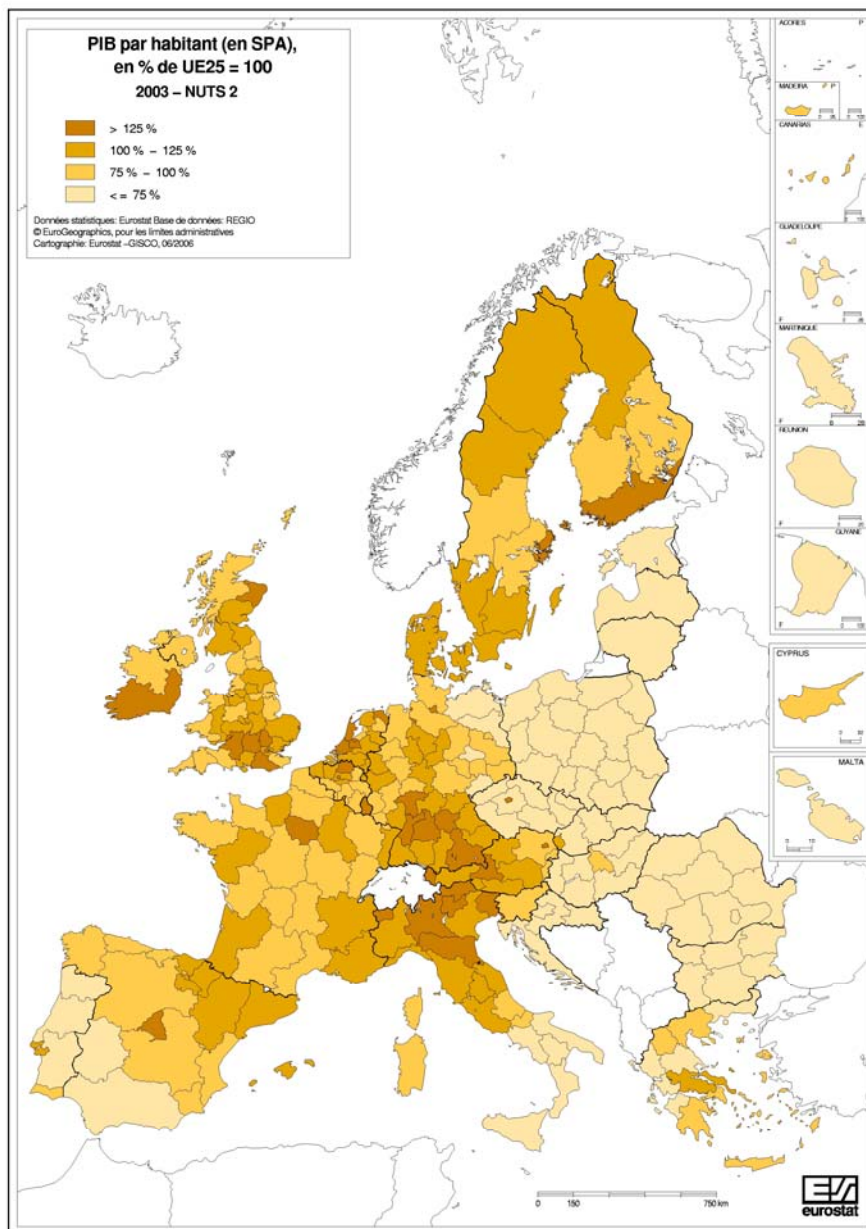 PIB par habitant (en SPA),
en % de UE25 = 100
2003 – NUTS 2
> 125 %
100 % – 125 %
75 % – 100 %
<= 75 %
Données statistiques: Eurostat Base de données: REGIO
© EuroGeographics, pour les limites administratives
Cartographie: Eurostat –GISCO, 06/2006
ACORES P
MADEIRA P
CANARIAS E
GUADELOUPE
F
MARTINIQUE
F
REUNION
F
GUYANE
F
CYPRUS
MALTA
0 150 750 km
eurostat